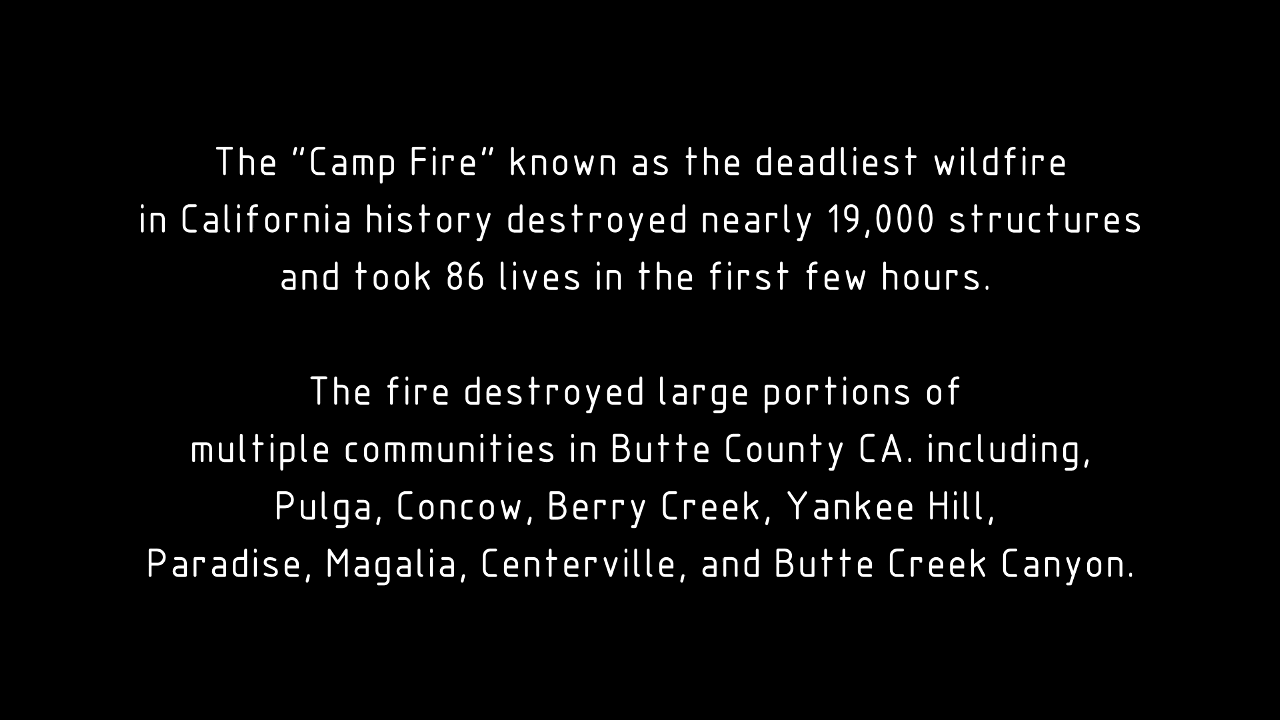 The "Camp Fire" known as the deadliest wildfire
in California history destroyed nearly 19,000 structures
and took 86 lives in the first few hours.
The fire destroyed large portions of
multiple communities in Butte County CA. including,
Pulga, Concow, Berry Creek, Yankee Hill,
Paradise, Magalia, Centerville, and Butte Creek Canyon.